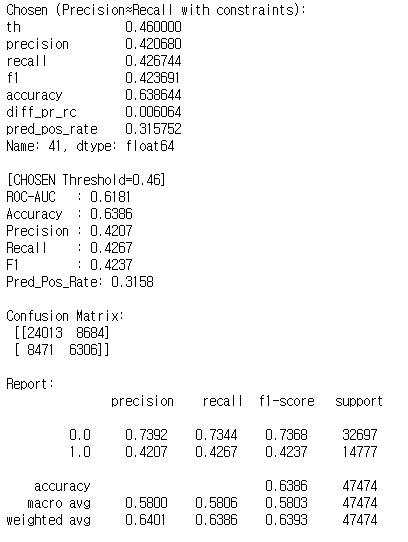 Chosen (Precision≈Recall with constraints):
th 0.460000
precision 0.420680
recall 0.426744
f1 0.423691
accuracy 0.638644
diff_pr_rc 0.006064
pred_pos_rate 0.315752
Name: 41, dtype: float64
[CHOSEN Threshold=0.46]
ROC-AUC : 0.6181
Accuracy : 0.6386
Precision : 0.4207
Recall : 0.4267
F1 : 0.4237
Pred_Pos_Rate: 0.3158
Confusion Matrix:
[[24013 8684]
[ 8471 6306]]
Report:
precision recall f1-score support
0.0 0.7392 0.7344 0.7368 32697
1.0 0.4207 0.4267 0.4237 14777
accuracy 0.6386 47474
macro avg 0.5800 0.5806 0.5803 47474
weighted avg 0.6401 0.6386 0.6393 47474